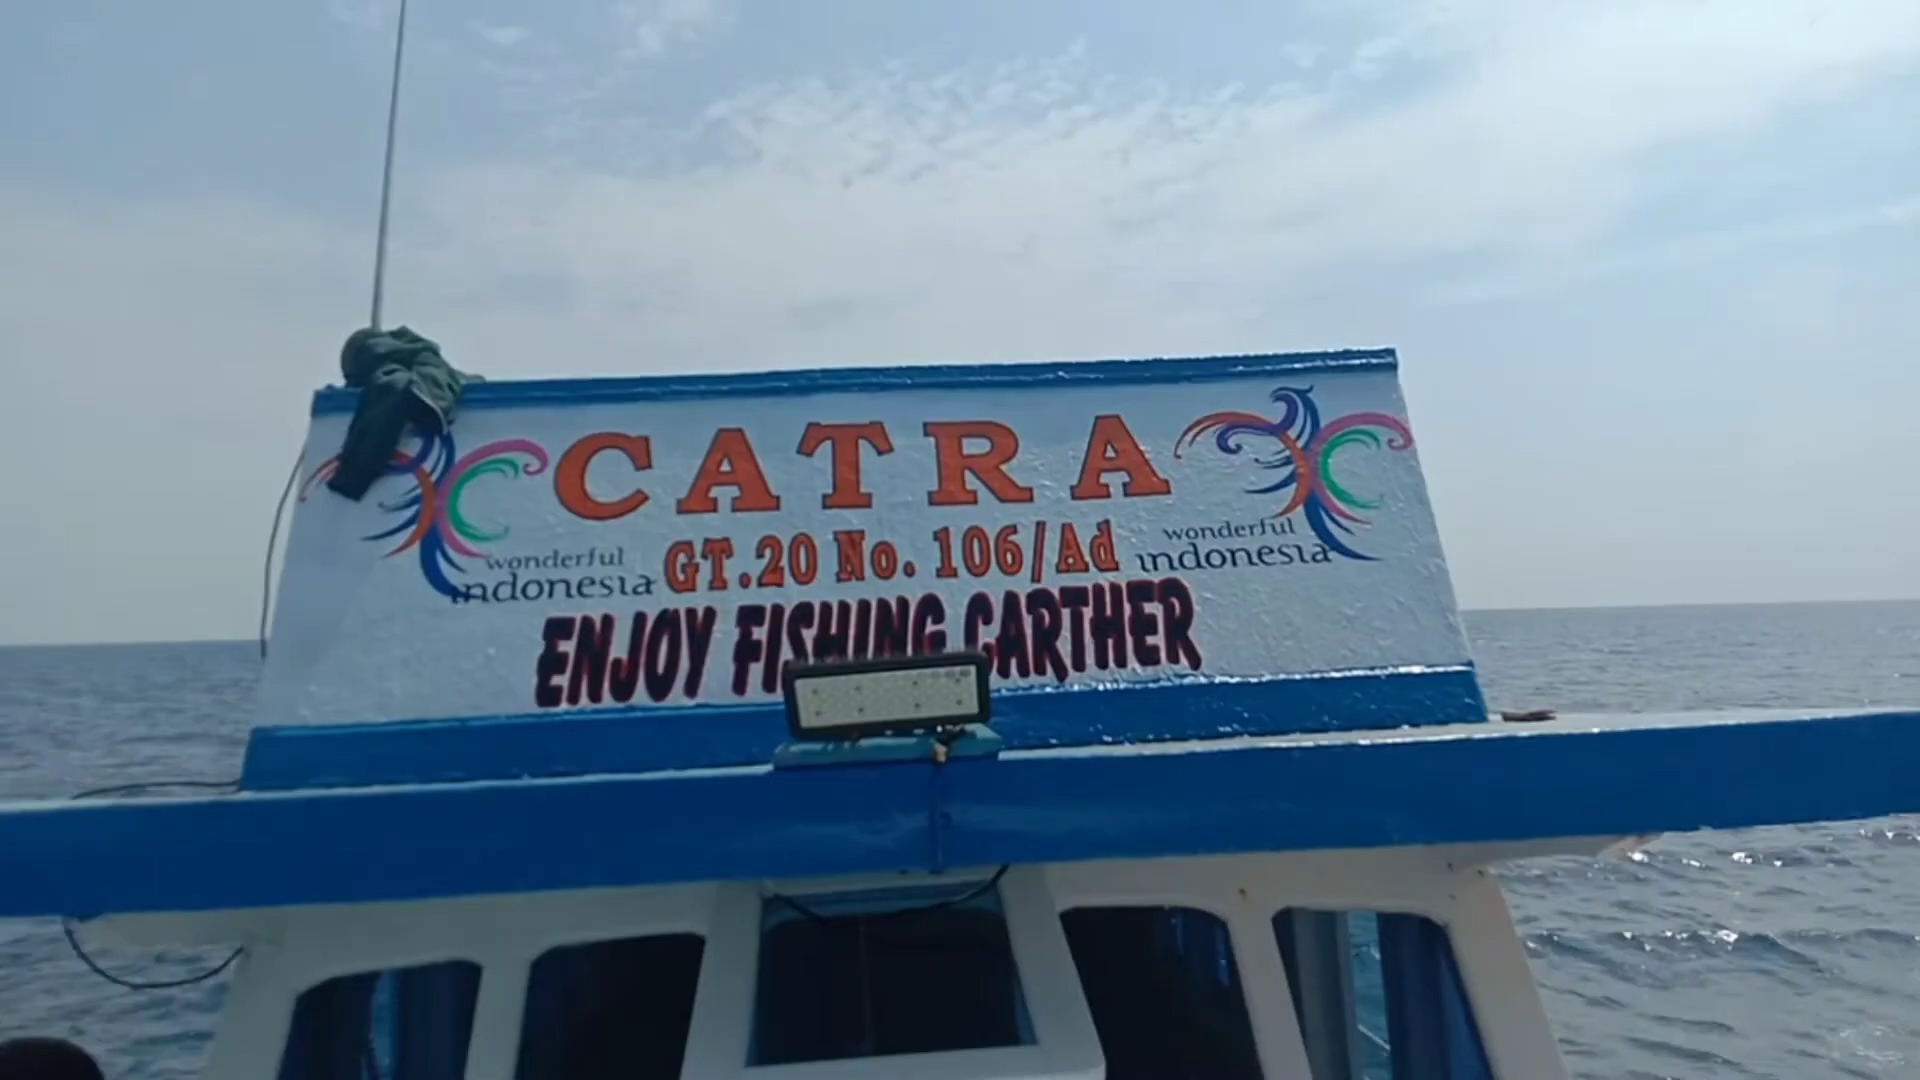 CATRA
wonderful
indonesia
GT.20 No. 106/Ad
wonderful
indonesia
ENJOY FISHING CARTHER